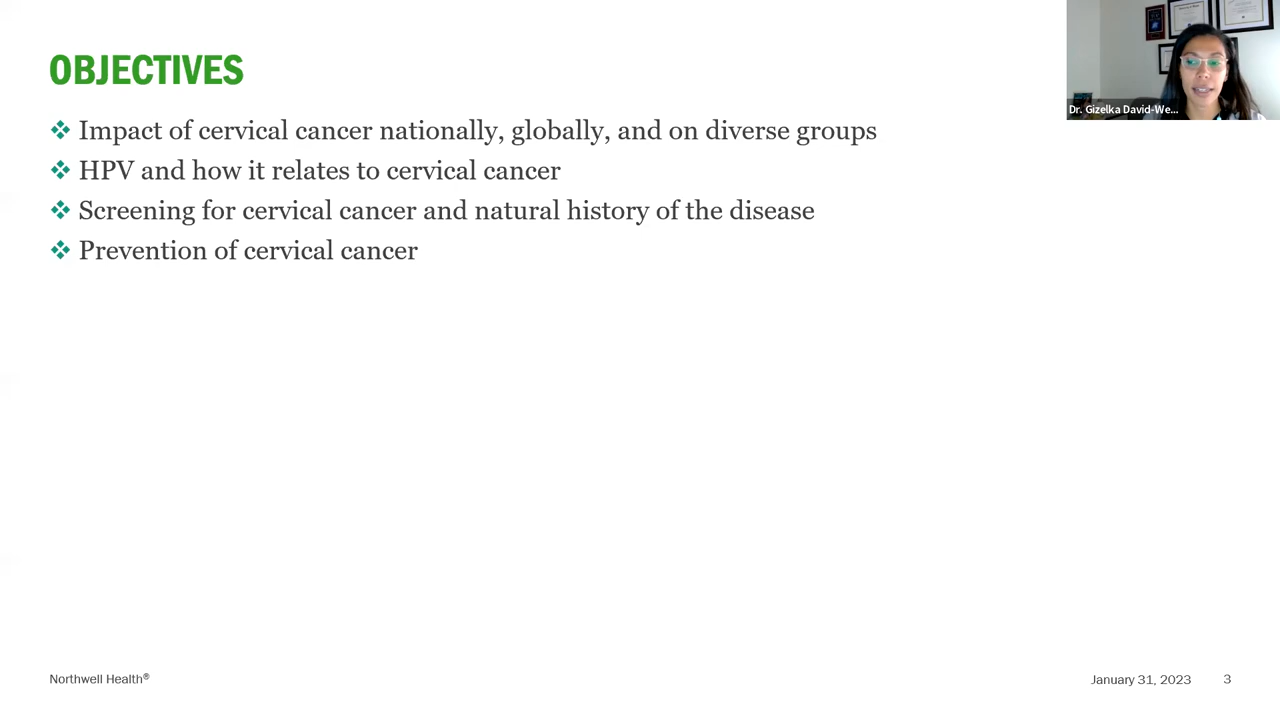 OBJECTIVES
Impact of cervical cancer nationally, globally, and on diverse groups
HPV and how it relates to cervical cancer
Screening for cervical cancer and natural history of the disease
Prevention of cervical cancer
Dr. Gizelka David-We...
Northwell Health®
January 31, 2023
3